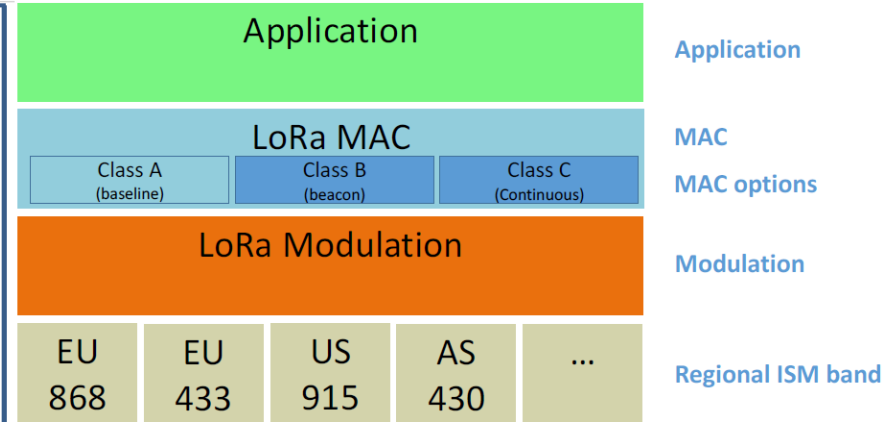 Application
Application
LoRa MAC
MAC
Class A
(baseline)
Class B
(beacon)
Class C
(Continuous)
MAC options
LoRa Modulation
Modulation
EU
868
EU
433
US
915
AS
430
...
Regional ISM band